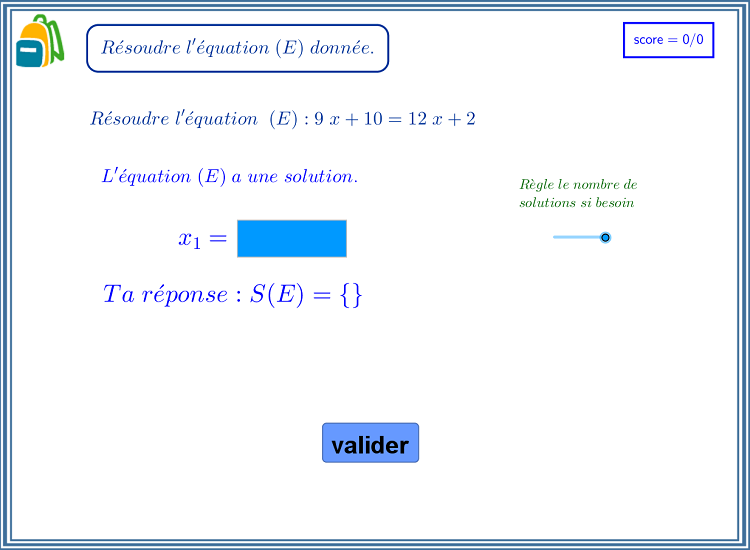 Résoudre l'équation (E) donnée.
score = 0/0
Résoudre l'équation (E) : 9 x + 10 = 12 x + 2
L'équation (E) a une solution.
Règle le nombre de
solutions si besoin
x₁ =
Ta réponse : S(E) = {}
valider